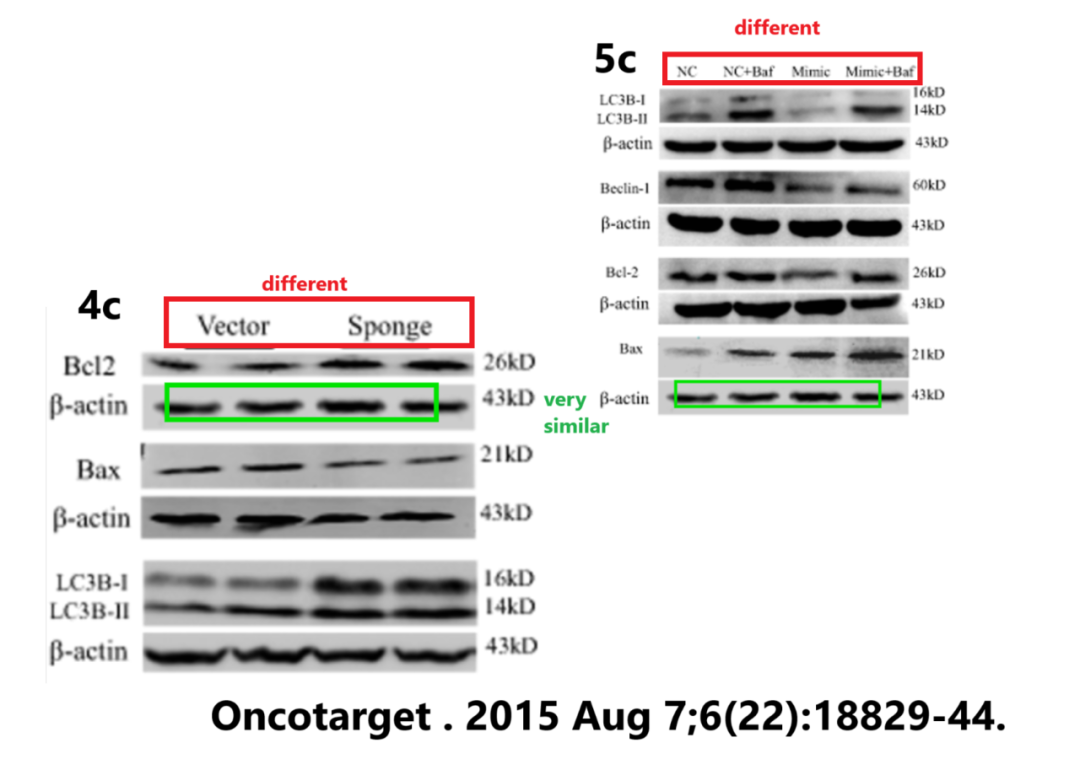 different
5c
NC NC+Baf Mimic Mimic+Baf
LC3B-I 16kD
LC3B-II 14kD
β-actin 43kD
Beclin-1 60kD
β-actin 43kD
Bcl-2 26kD
β-actin 43kD
Bax 21kD
β-actin 43kD
different
4c
Vector Sponge
Bcl2 26kD
β-actin 43kD
very
similar
Bax 21kD
β-actin 43kD
LC3B-I 16kD
LC3B-II 14kD
β-actin 43kD
Oncotarget . 2015 Aug 7;6(22):18829-44.